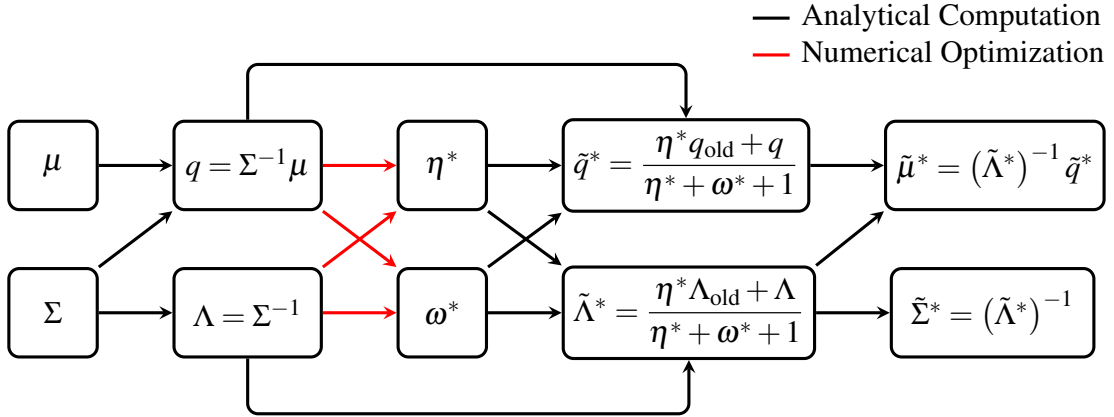 Analytical Computation
Numerical Optimization
μ
q = Σ⁻¹μ
η*
q̃* = (η* q_old + q) / (η* + ω* + 1)
μ̃* = (Λ̃*)⁻¹ q̃*
Σ
Λ = Σ⁻¹
ω*
Λ̃* = (η* Λ_old + Λ) / (η* + ω* + 1)
Σ̃* = (Λ̃*)⁻¹